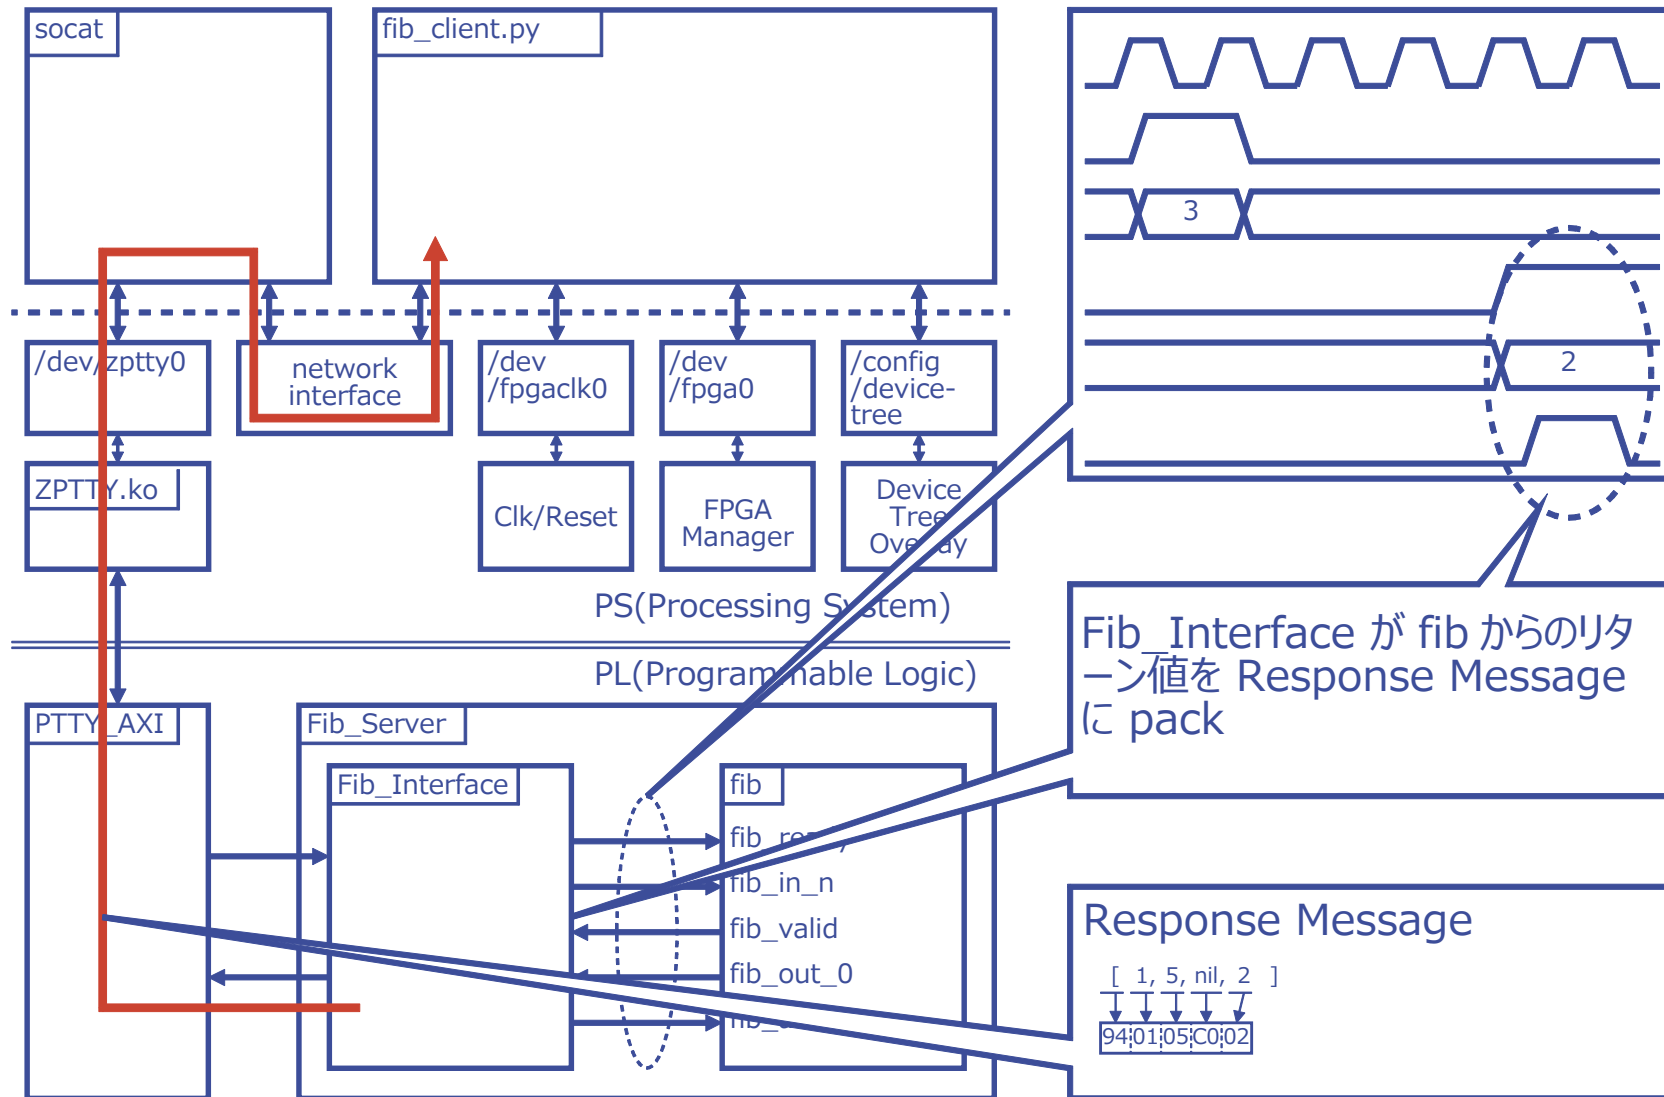 socat
fib_client.py
/dev/zptty0
network
interface
/dev
/fpgaclk0
/dev
/fpga0
/config
/device-
tree
ZPTTY.ko
Clk/Reset
FPGA
Manager
Device
Tree
Overlay
PS(Processing System)
PL(Programmable Logic)
PTTY_AXI
Fib_Server
Fib_Interface
fib
fib_in_n
fib_valid
fib_out_0
3
2
Fib_Interface が fib からのリタ
ーン値を Response Message
に pack
Response Message
[ 1, 5, nil, 2 ]
94 01 05 C0 02